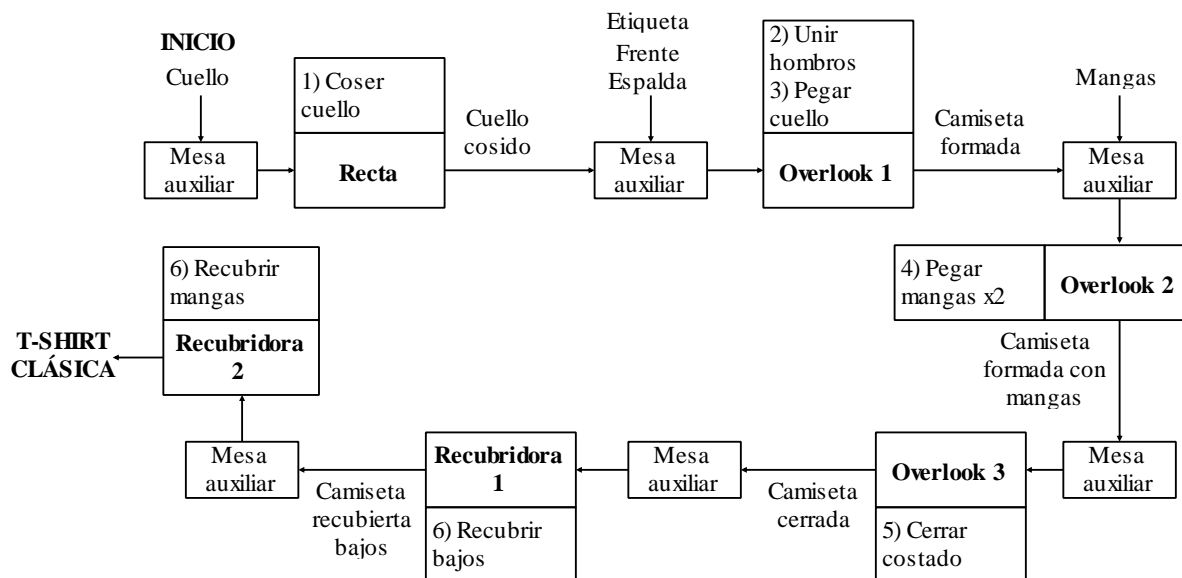 INICIO
Cuello
Mesa
auxiliar
1) Coser
cuello
Recta
Cuello
cosido
Etiqueta
Frente
Espalda
Mesa
auxiliar
2) Unir
hombros
3) Pegar
cuello
Overlook 1
Camiseta
formada
Mangas
Mesa
auxiliar
4) Pegar
mangas x2
Overlook 2
Camiseta
formada con
mangas
Mesa
auxiliar
Overlook 3
5) Cerrar
costado
Camiseta
cerrada
Mesa
auxiliar
Recubridora
1
6) Recubrir
bajos
Camiseta
recubierta
bajos
Mesa
auxiliar
6) Recubrir
mangas
Recubridora
2
T-SHIRT
CLÁSICA